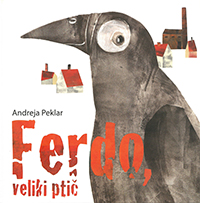 Andreja Peklar
Ferdo,
veliki ptič